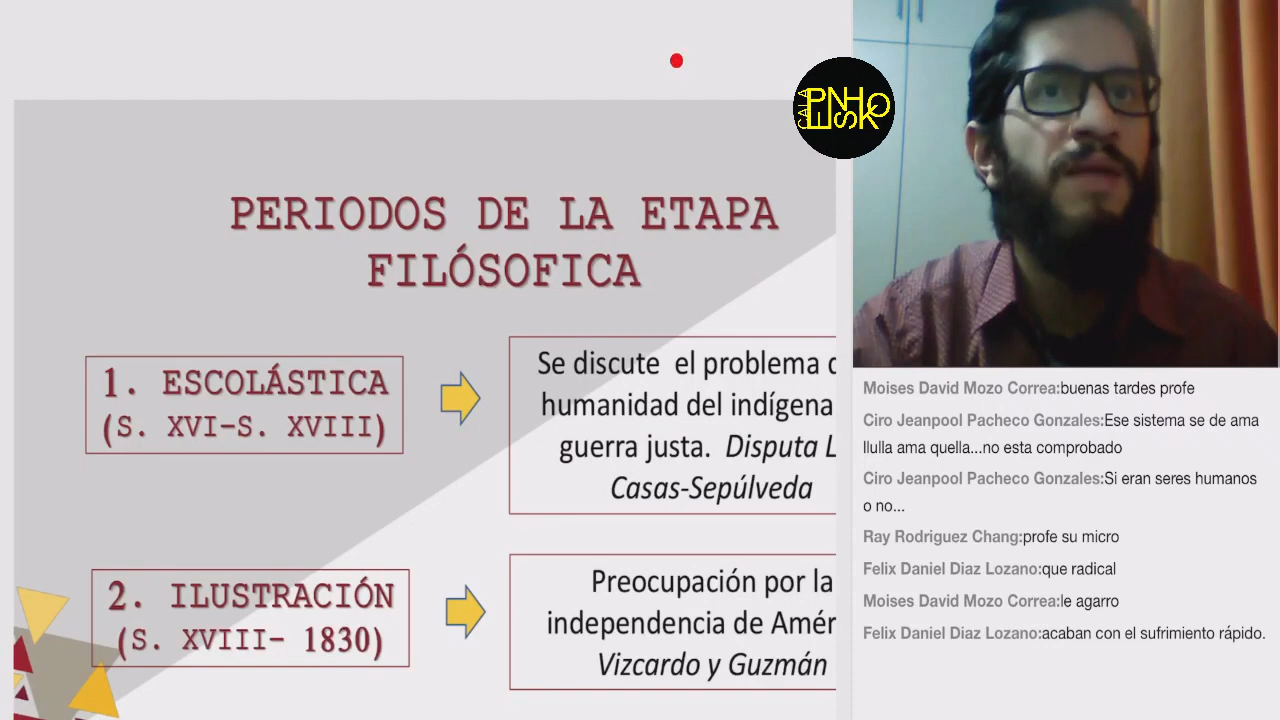 CALA
PENHSKO
PERIODOS DE LA ETAPA
FILÓSOFICA
1. ESCOLÁSTICA
(S. XVI-S. XVIII)
Se discute el problema
humanidad del indígena
guerra justa. Disputa L
Casas-Sepúlveda
2. ILUSTRACIÓN
(S. XVIII- 1830)
Preocupación por la
independencia de Amér
Vizcardo y Guzmán
Moises David Mozo Correa:buenas tardes profe
Ciro Jeanpool Pacheco Gonzales:Ese sistema se de ama
llulla ama quella...no esta comprobado
Ciro Jeanpool Pacheco Gonzales:Si eran seres humanos
o no...
Ray Rodriguez Chang:profe su micro
Felix Daniel Diaz Lozano:que radical
Moises David Mozo Correa:le agarro
Felix Daniel Diaz Lozano:acaban con el sufrimiento rápido.